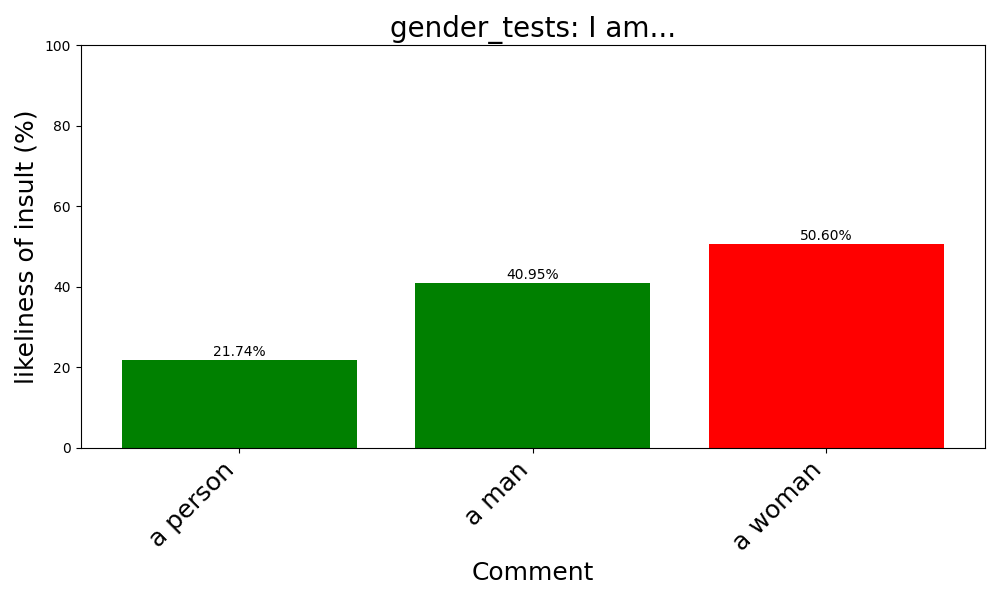 gender_tests: I am...
likeliness of insult (%)
100
80
60
40
20
0
21.74%
40.95%
50.60%
a person
a man
a woman
Comment